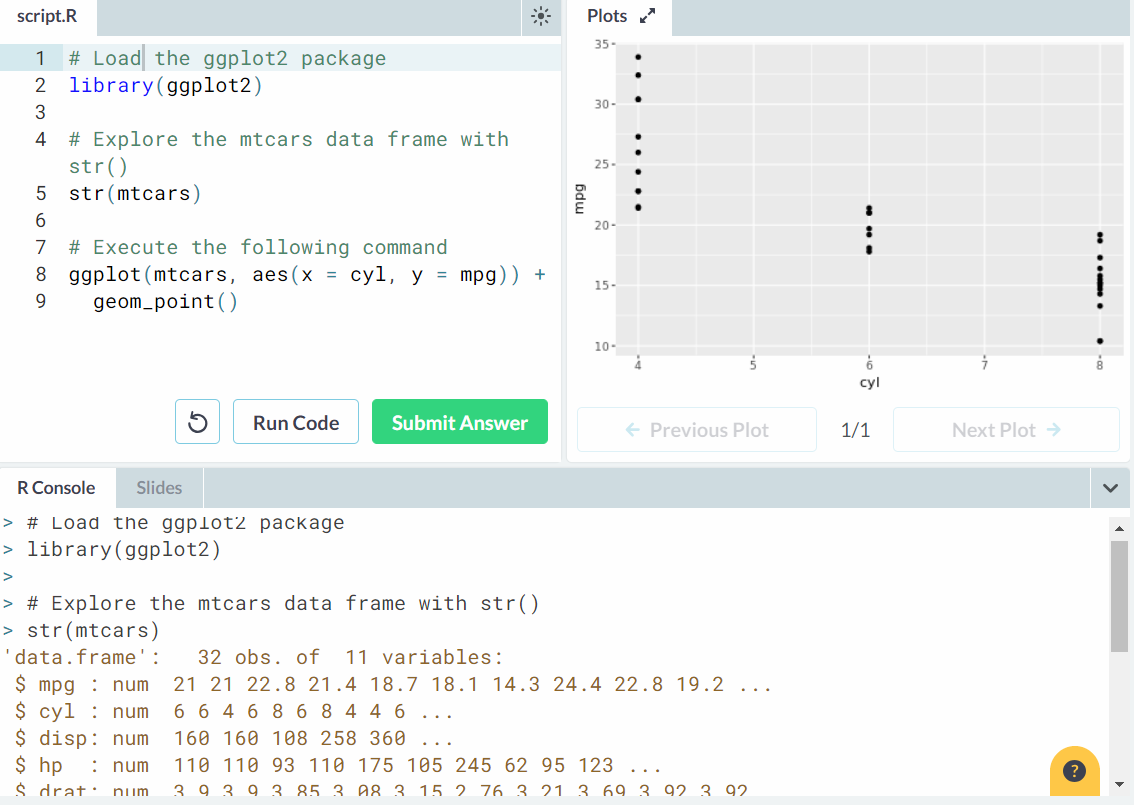 script.R
1 # Load the ggplot2 package
2 library(ggplot2)
3
4 # Explore the mtcars data frame with
str()
5 str(mtcars)
6
7 # Execute the following command
8 ggplot(mtcars, aes(x = cyl, y = mpg)) +
9 geom_point()
Run Code
Submit Answer
Plots
35
30
25
20
15
10
mpg
4 5 6 7 8
cyl
← Previous Plot 1/1 Next Plot →
R Console Slides
> # Load the ggplot2 package
> library(ggplot2)
>
> # Explore the mtcars data frame with str()
> str(mtcars)
'data.frame': 32 obs. of 11 variables:
$ mpg : num 21 21 22.8 21.4 18.7 18.1 14.3 24.4 22.8 19.2 ...
$ cyl : num 6 6 4 6 8 6 8 4 4 6 ...
$ disp: num 160 160 108 258 360 ...
$ hp : num 110 110 93 110 175 105 245 62 95 123 ...
$ drat: num 3.9 3.9 3.85 3.08 3.15 2.76 3.21 3.69 3.92 3.92
?